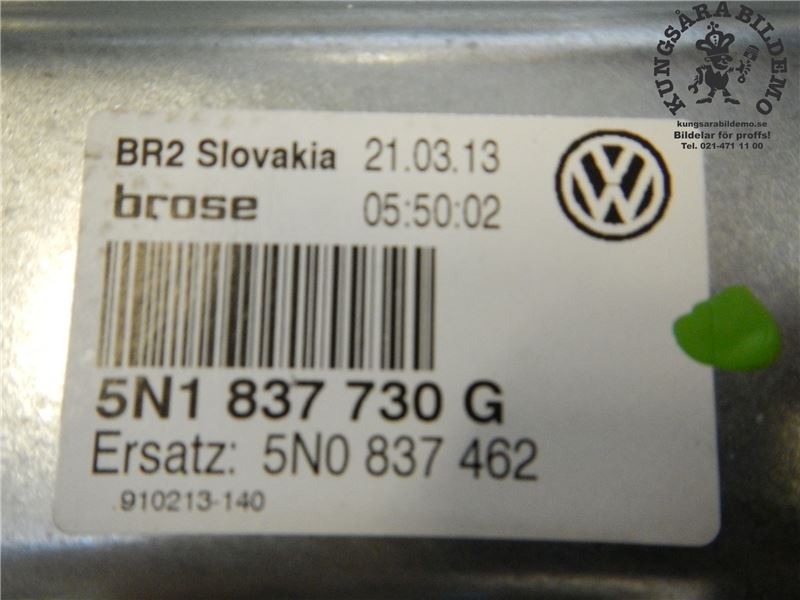 KUNGSÅRA BILDEMO
kungsarabildemo.se
Bildelar för proffs!
Tel. 021-471 11 00
BR2 Slovakia 21.03.13
brose 05:50:02
5N1 837 730 G
Ersatz: 5N0 837 462
910213-140